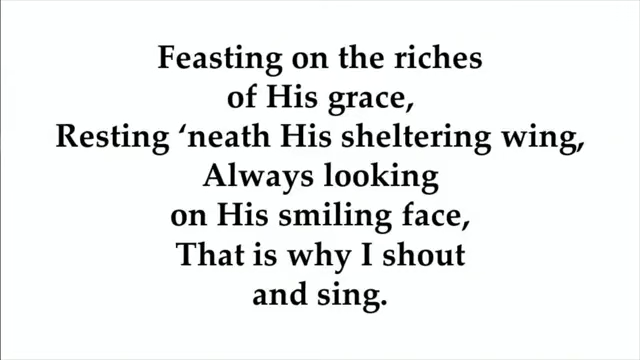 Feasting on the riches
of His grace,
Resting ‘neath His sheltering wing,
Always looking
on His smiling face,
That is why I shout
and sing.